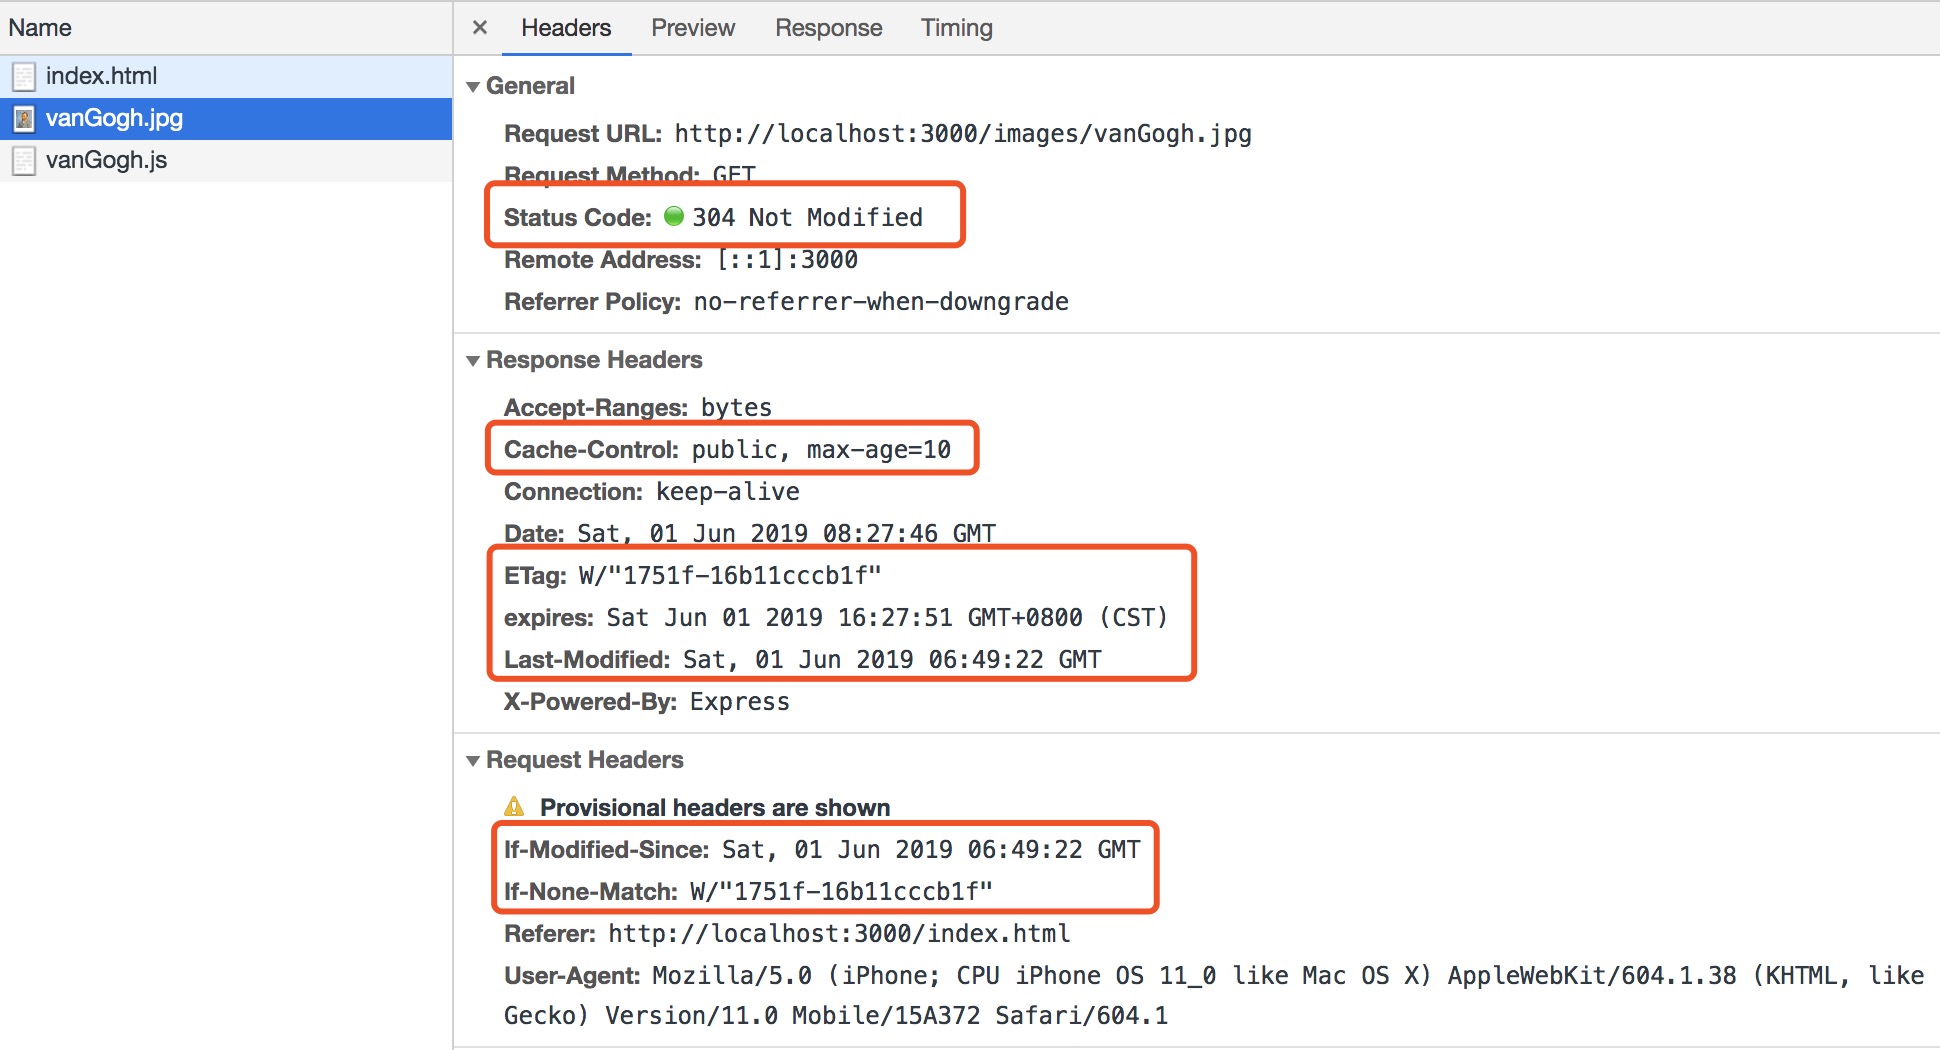 Name
index.html
vanGogh.jpg
vanGogh.js
× Headers Preview Response Timing
General
Request URL: http://localhost:3000/images/vanGogh.jpg
Request Method: GET
Status Code: 304 Not Modified
Remote Address: [::1]:3000
Referrer Policy: no-referrer-when-downgrade
Response Headers
Accept-Ranges: bytes
Cache-Control: public, max-age=10
Connection: keep-alive
Date: Sat, 01 Jun 2019 08:27:46 GMT
ETag: W/"1751f-16b11cccb1f"
expires: Sat Jun 01 2019 16:27:51 GMT+0800 (CST)
Last-Modified: Sat, 01 Jun 2019 06:49:22 GMT
X-Powered-By: Express
Request Headers
Provisional headers are shown
If-Modified-Since: Sat, 01 Jun 2019 06:49:22 GMT
If-None-Match: W/"1751f-16b11cccb1f"
Referer: http://localhost:3000/index.html
User-Agent: Mozilla/5.0 (iPhone; CPU iPhone OS 11_0 like Mac OS X) AppleWebKit/604.1.38 (KHTML, like
Gecko) Version/11.0 Mobile/15A372 Safari/604.1